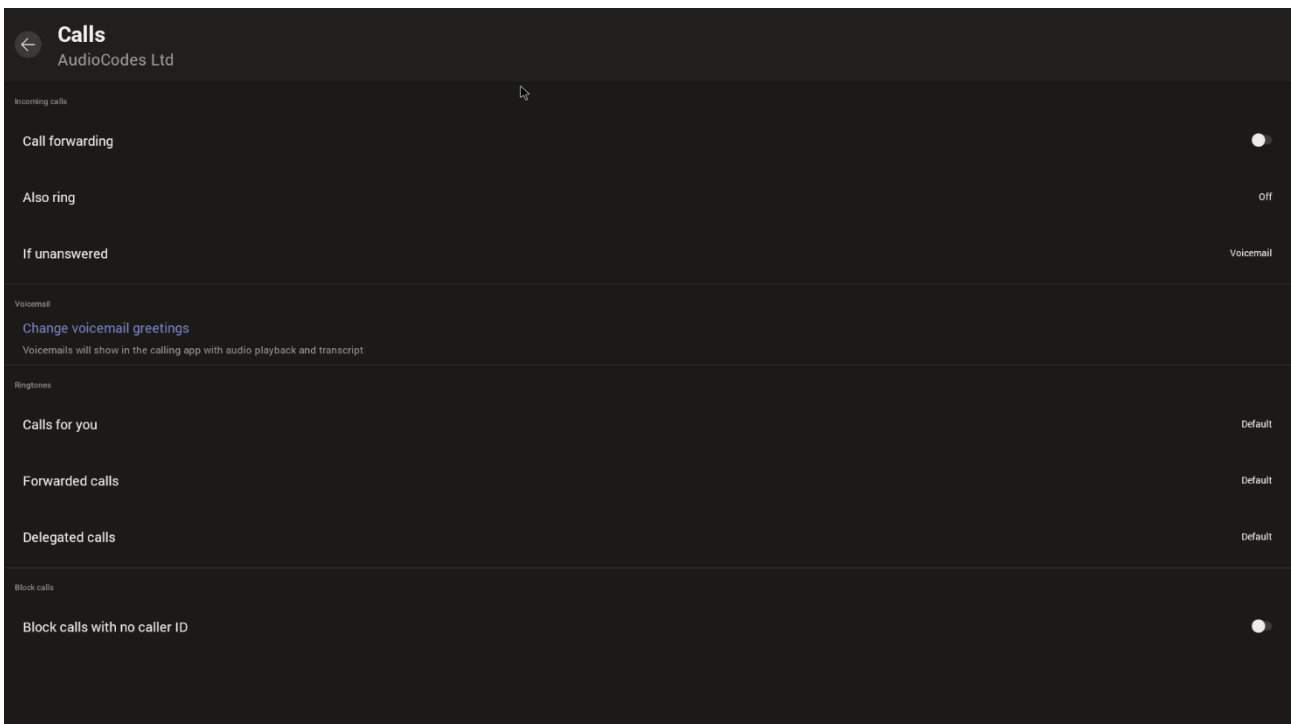 Calls
AudioCodes Ltd
Incoming calls
Call forwarding
Also ring Off
If unanswered Voicemail
Voicemail
Change voicemail greetings
Voicemails will show in the calling app with audio playback and transcript
Ringtones
Calls for you Default
Forwarded calls Default
Delegated calls Default
Block calls
Block calls with no caller ID